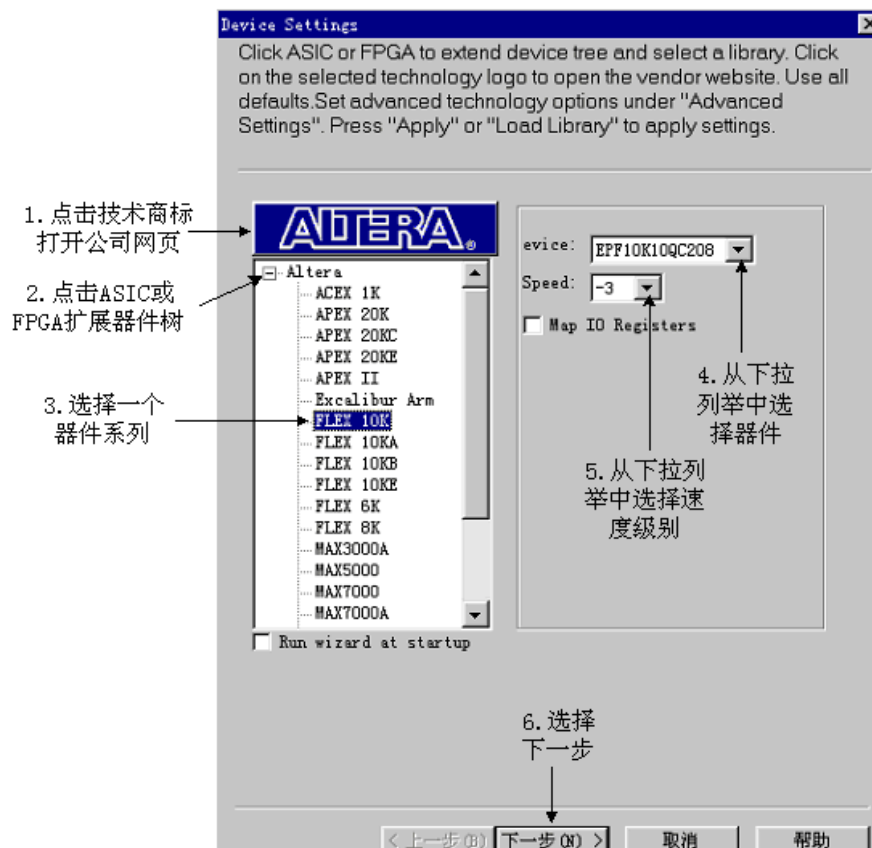 Device Settings
Click ASIC or FPGA to extend device tree and select a library. Click
on the selected technology logo to open the vendor website. Use all
defaults.Set advanced technology options under "Advanced
Settings". Press "Apply" or "Load Library" to apply settings.
1.点击技术商标
打开公司网页
2.点击ASIC或
FPGA扩展器件树
3.选择一个
器件系列
ALTERA®
Altera
ACEX 1K
APEX 20K
APEX 20KC
APEX 20KE
APEX II
Excalibur Arm
FLEX 10K
FLEX 10KA
FLEX 10KB
FLEX 10KE
FLEX 6K
FLEX 8K
MAX3000A
MAX5000
MAX7000
MAX7000A
Run wizard at startup
evice: EPF10K10QC208
Speed: -3
Map IO Registers
4.从下拉
列举中选
择器件
5.从下拉列
举中选择速
度级别
6.选择
下一步
< 上一步(B) 下一步(N) > 取消 帮助